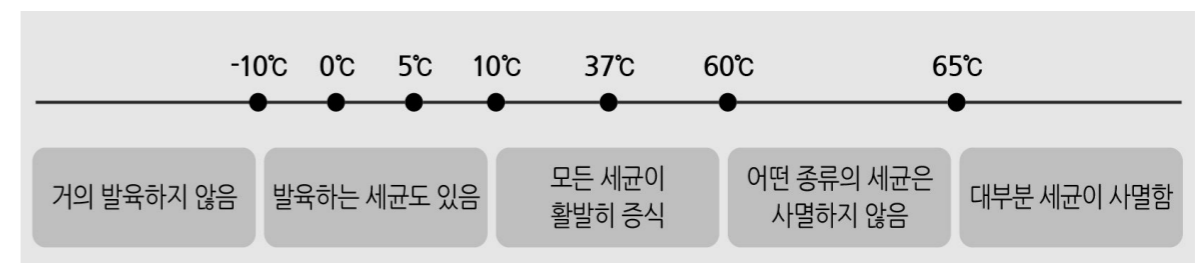 -10℃ 0℃ 5℃ 10℃ 37℃ 60℃ 65℃
거의 발육하지 않음
발육하는 세균도 있음
모든 세균이
활발히 증식
어떤 종류의 세균은
사멸하지 않음
대부분 세균이 사멸함